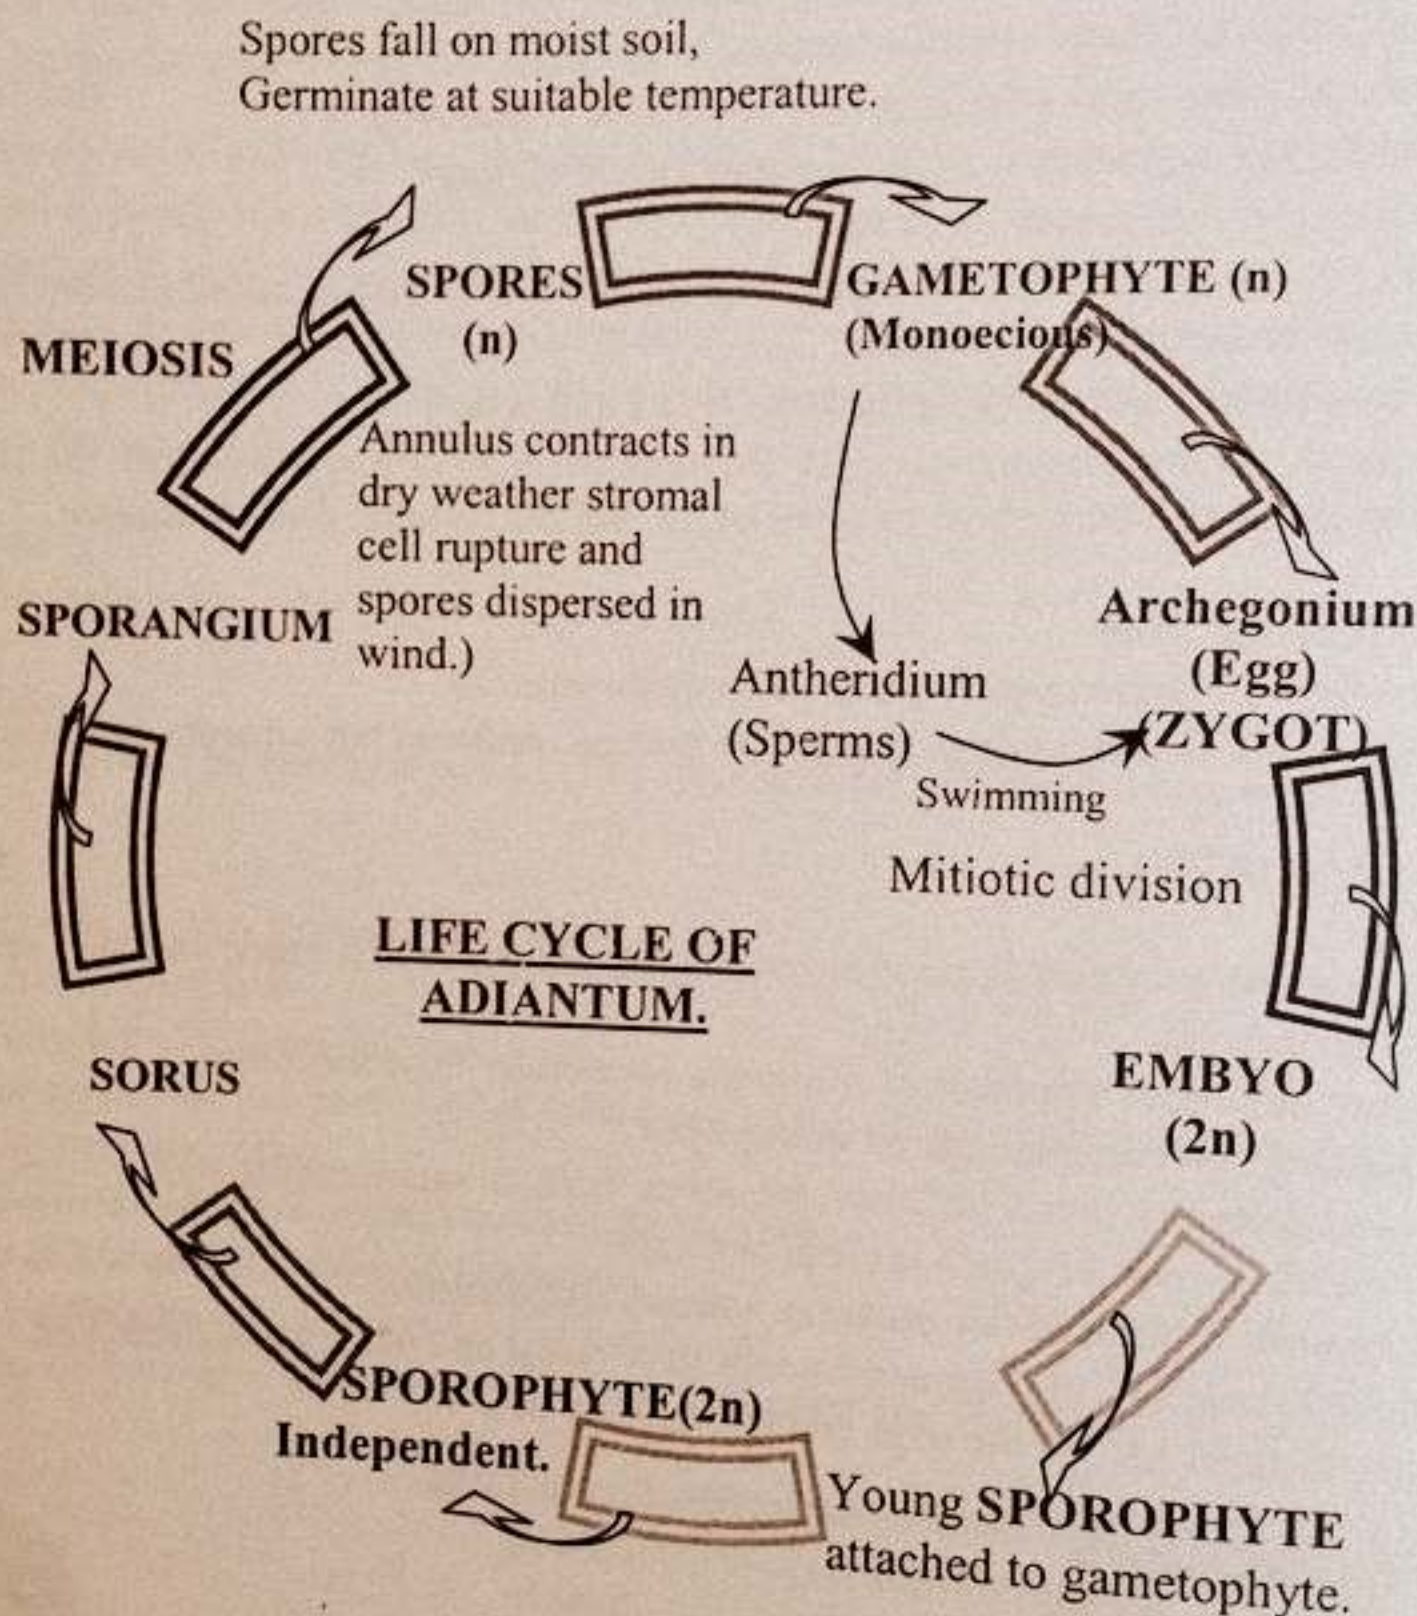 Spores fall on moist soil,
Germinate at suitable temperature.
SPORES
(n)
GAMETOPHYTE (n)
(Monoecious)
MEIOSIS
Annulus contracts in
dry weather stromal
cell rupture and
spores dispersed in
wind.)
SPORANGIUM
Antheridium
(Sperms)
Swimming
Archegonium
(Egg)
(ZYGOT)
Mitiotic division
LIFE CYCLE OF
ADIANTUM.
SORUS
EMBYO
(2n)
SPOROPHYTE(2n)
Independent.
Young SPOROPHYTE
attached to gametophyte.